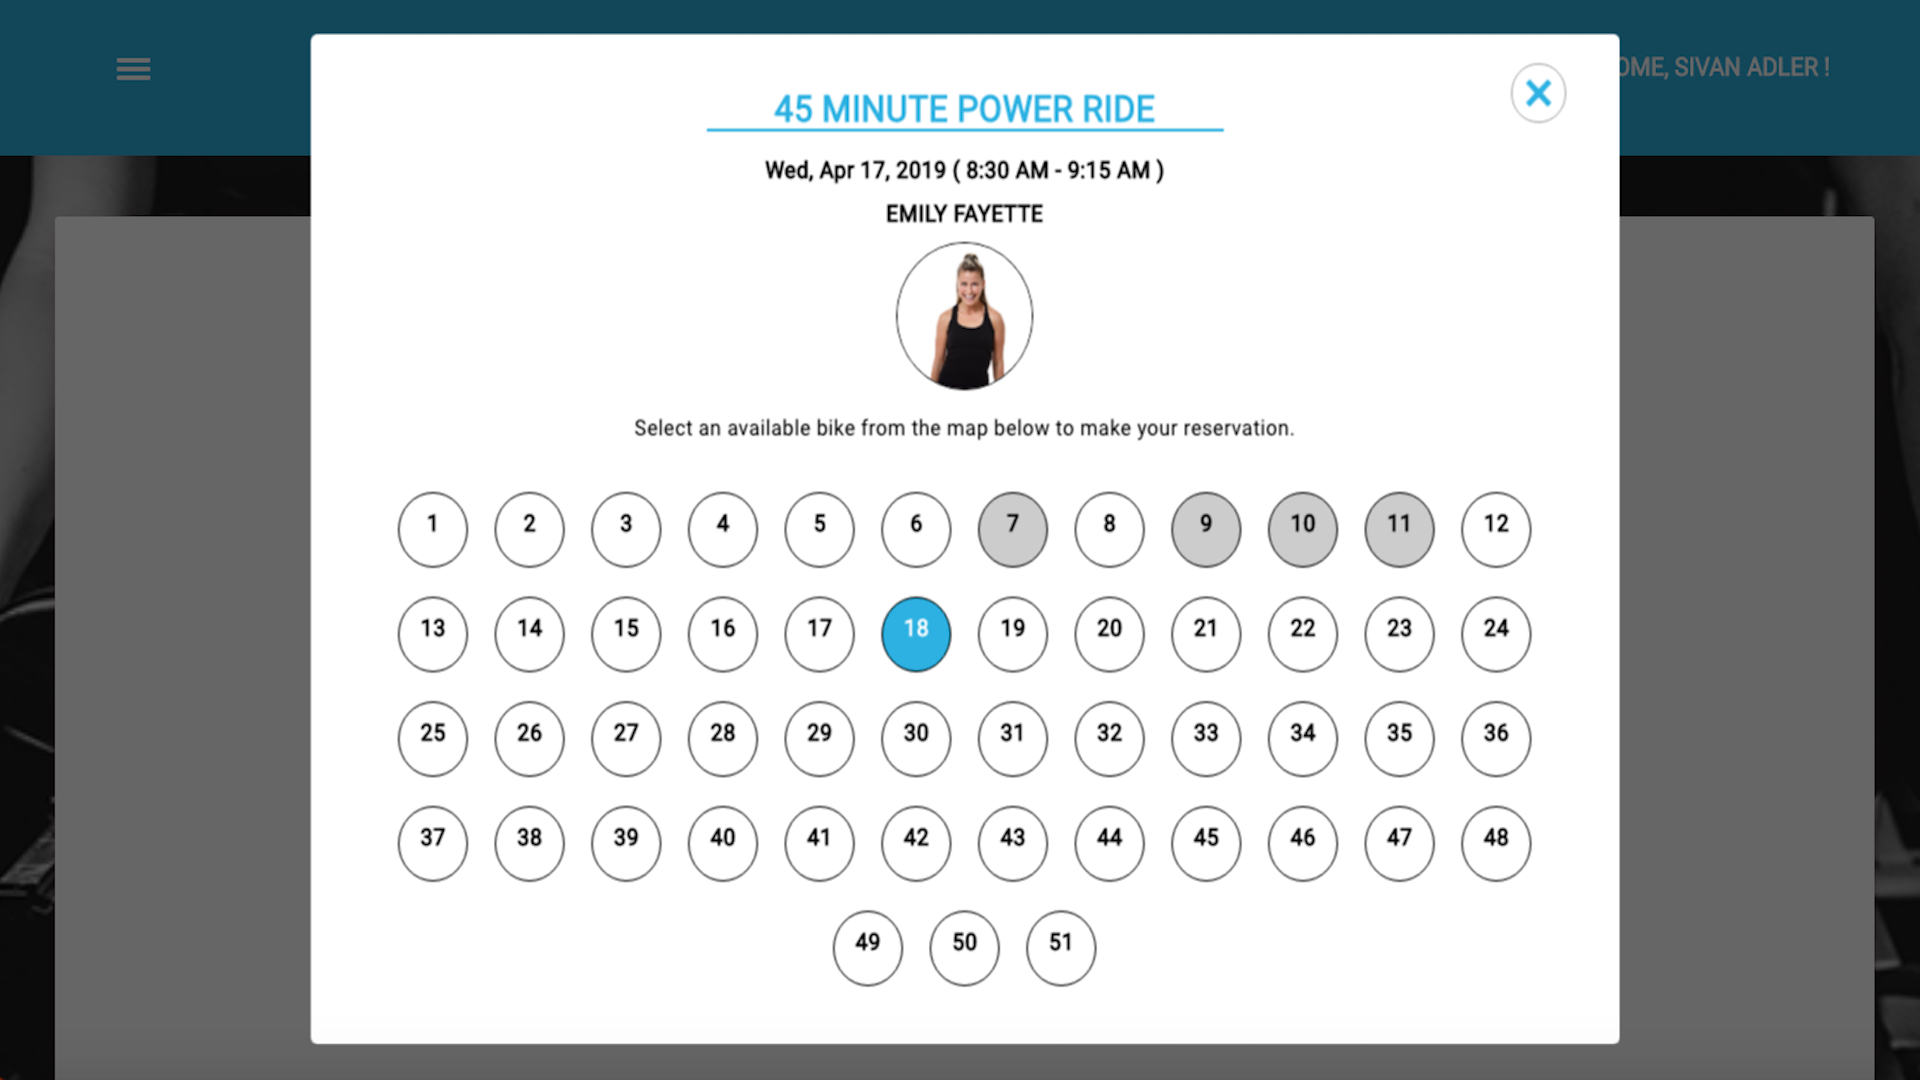 OME, SIVAN ADLER !
45 MINUTE POWER RIDE
Wed, Apr 17, 2019 ( 8:30 AM - 9:15 AM )
EMILY FAYETTE
Select an available bike from the map below to make your reservation.
1 2 3 4 5 6 7 8 9 10 11 12
13 14 15 16 17 18 19 20 21 22 23 24
25 26 27 28 29 30 31 32 33 34 35 36
37 38 39 40 41 42 43 44 45 46 47 48
49 50 51